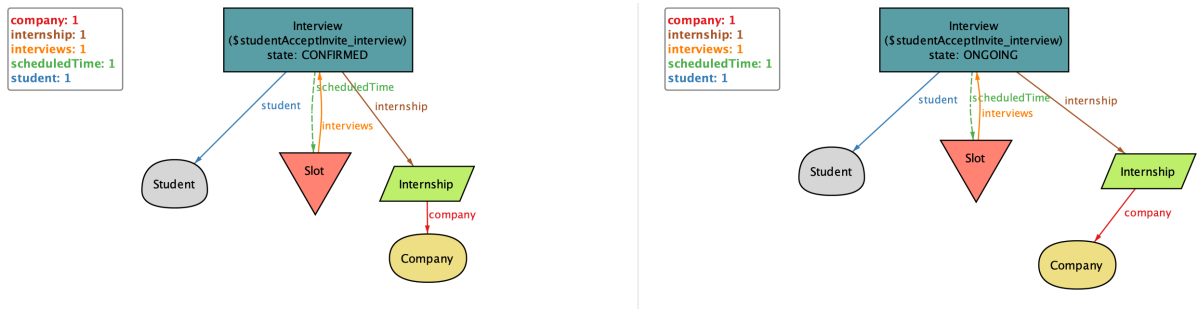 company: 1
internship: 1
interviews: 1
scheduledTime: 1
student: 1
Interview
($studentAcceptInvite_interview)
state: CONFIRMED
student
scheduledTime
internship
interviews
Student
Slot
Internship
company
Company
company: 1
internship: 1
interviews: 1
scheduledTime: 1
student: 1
Interview
($studentAcceptInvite_interview)
state: ONGOING
student
scheduledTime
internship
interviews
Student
Slot
Internship
company
Company